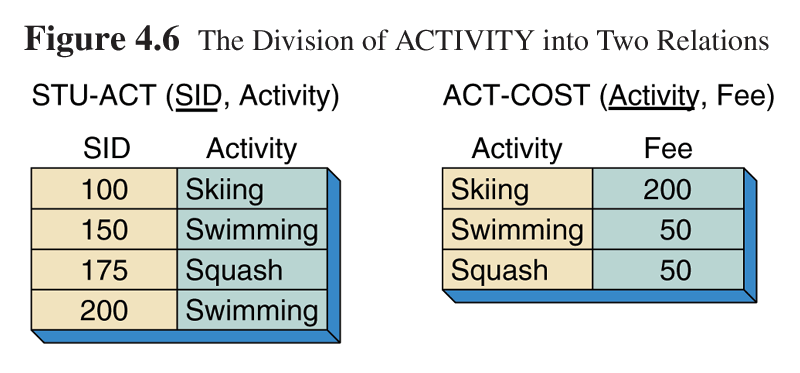 Figure 4.6 The Division of ACTIVITY into Two Relations
STU-ACT (SID, Activity)
SID Activity
100 Skiing
150 Swimming
175 Squash
200 Swimming
ACT-COST (Activity, Fee)
Activity Fee
Skiing 200
Swimming 50
Squash 50